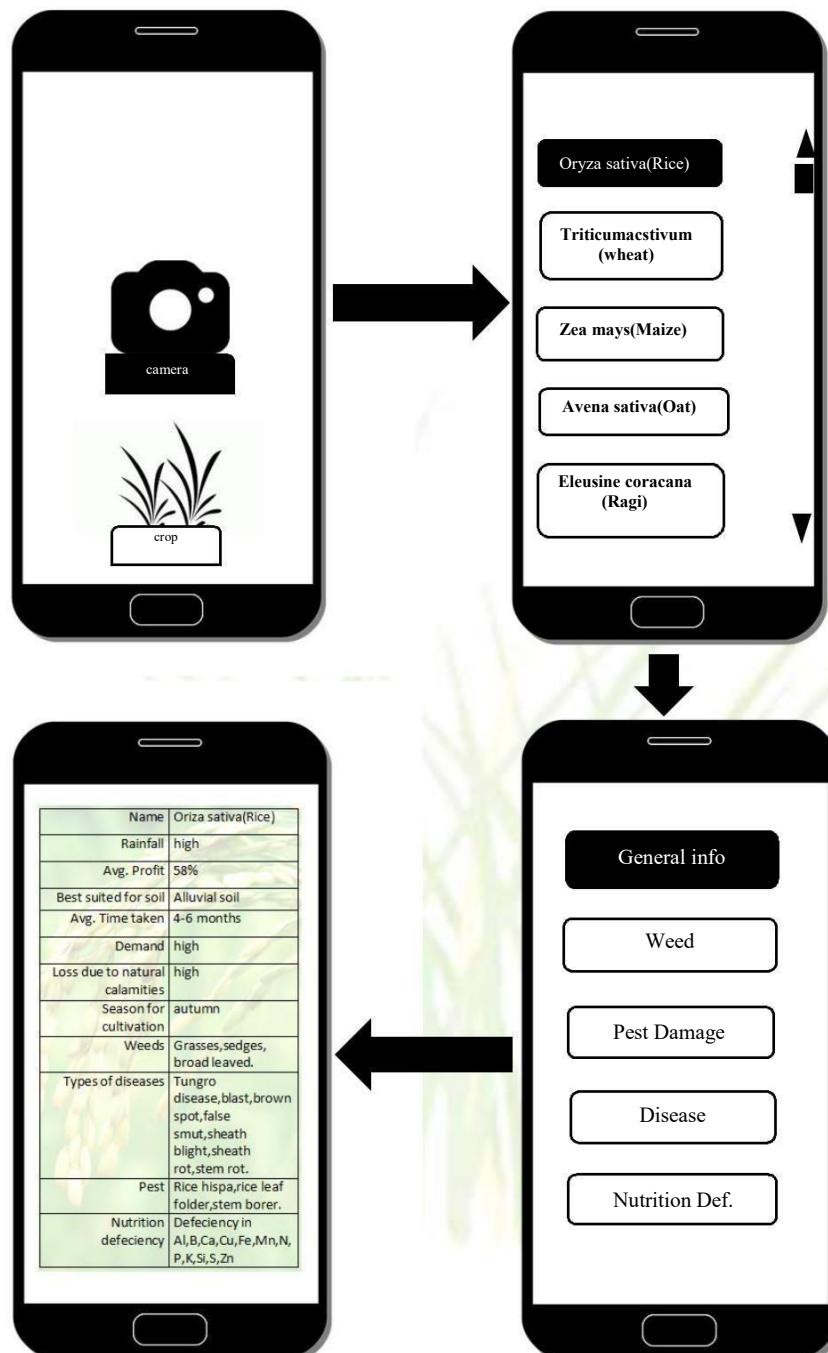 camera
crop
Oryza sativa(Rice)
Triticumacstivum
(wheat)
Zea mays(Maize)
Avena sativa(Oat)
Eleusine coracana
(Ragi)
General info
Weed
Pest Damage
Disease
Nutrition Def.
Name Oriza sativa(Rice)
Rainfall high
Avg. Profit 58%
Best suited for soil Alluvial soil
Avg. Time taken 4-6 months
Demand high
Loss due to natural high
calamities
Season for autumn
cultivation
Weeds Grasses,sedges,
broad leaved.
Types of diseases Tungro
disease,blast,brown
spot,false
smut,sheath
blight,sheath
rot,stem rot.
Pest Rice hispa,rice leaf
folder,stem borer.
Nutrition Defeciency in
defeciency Al,B,Ca,Cu,Fe,Mn,N,
P,K,Si,S,Zn